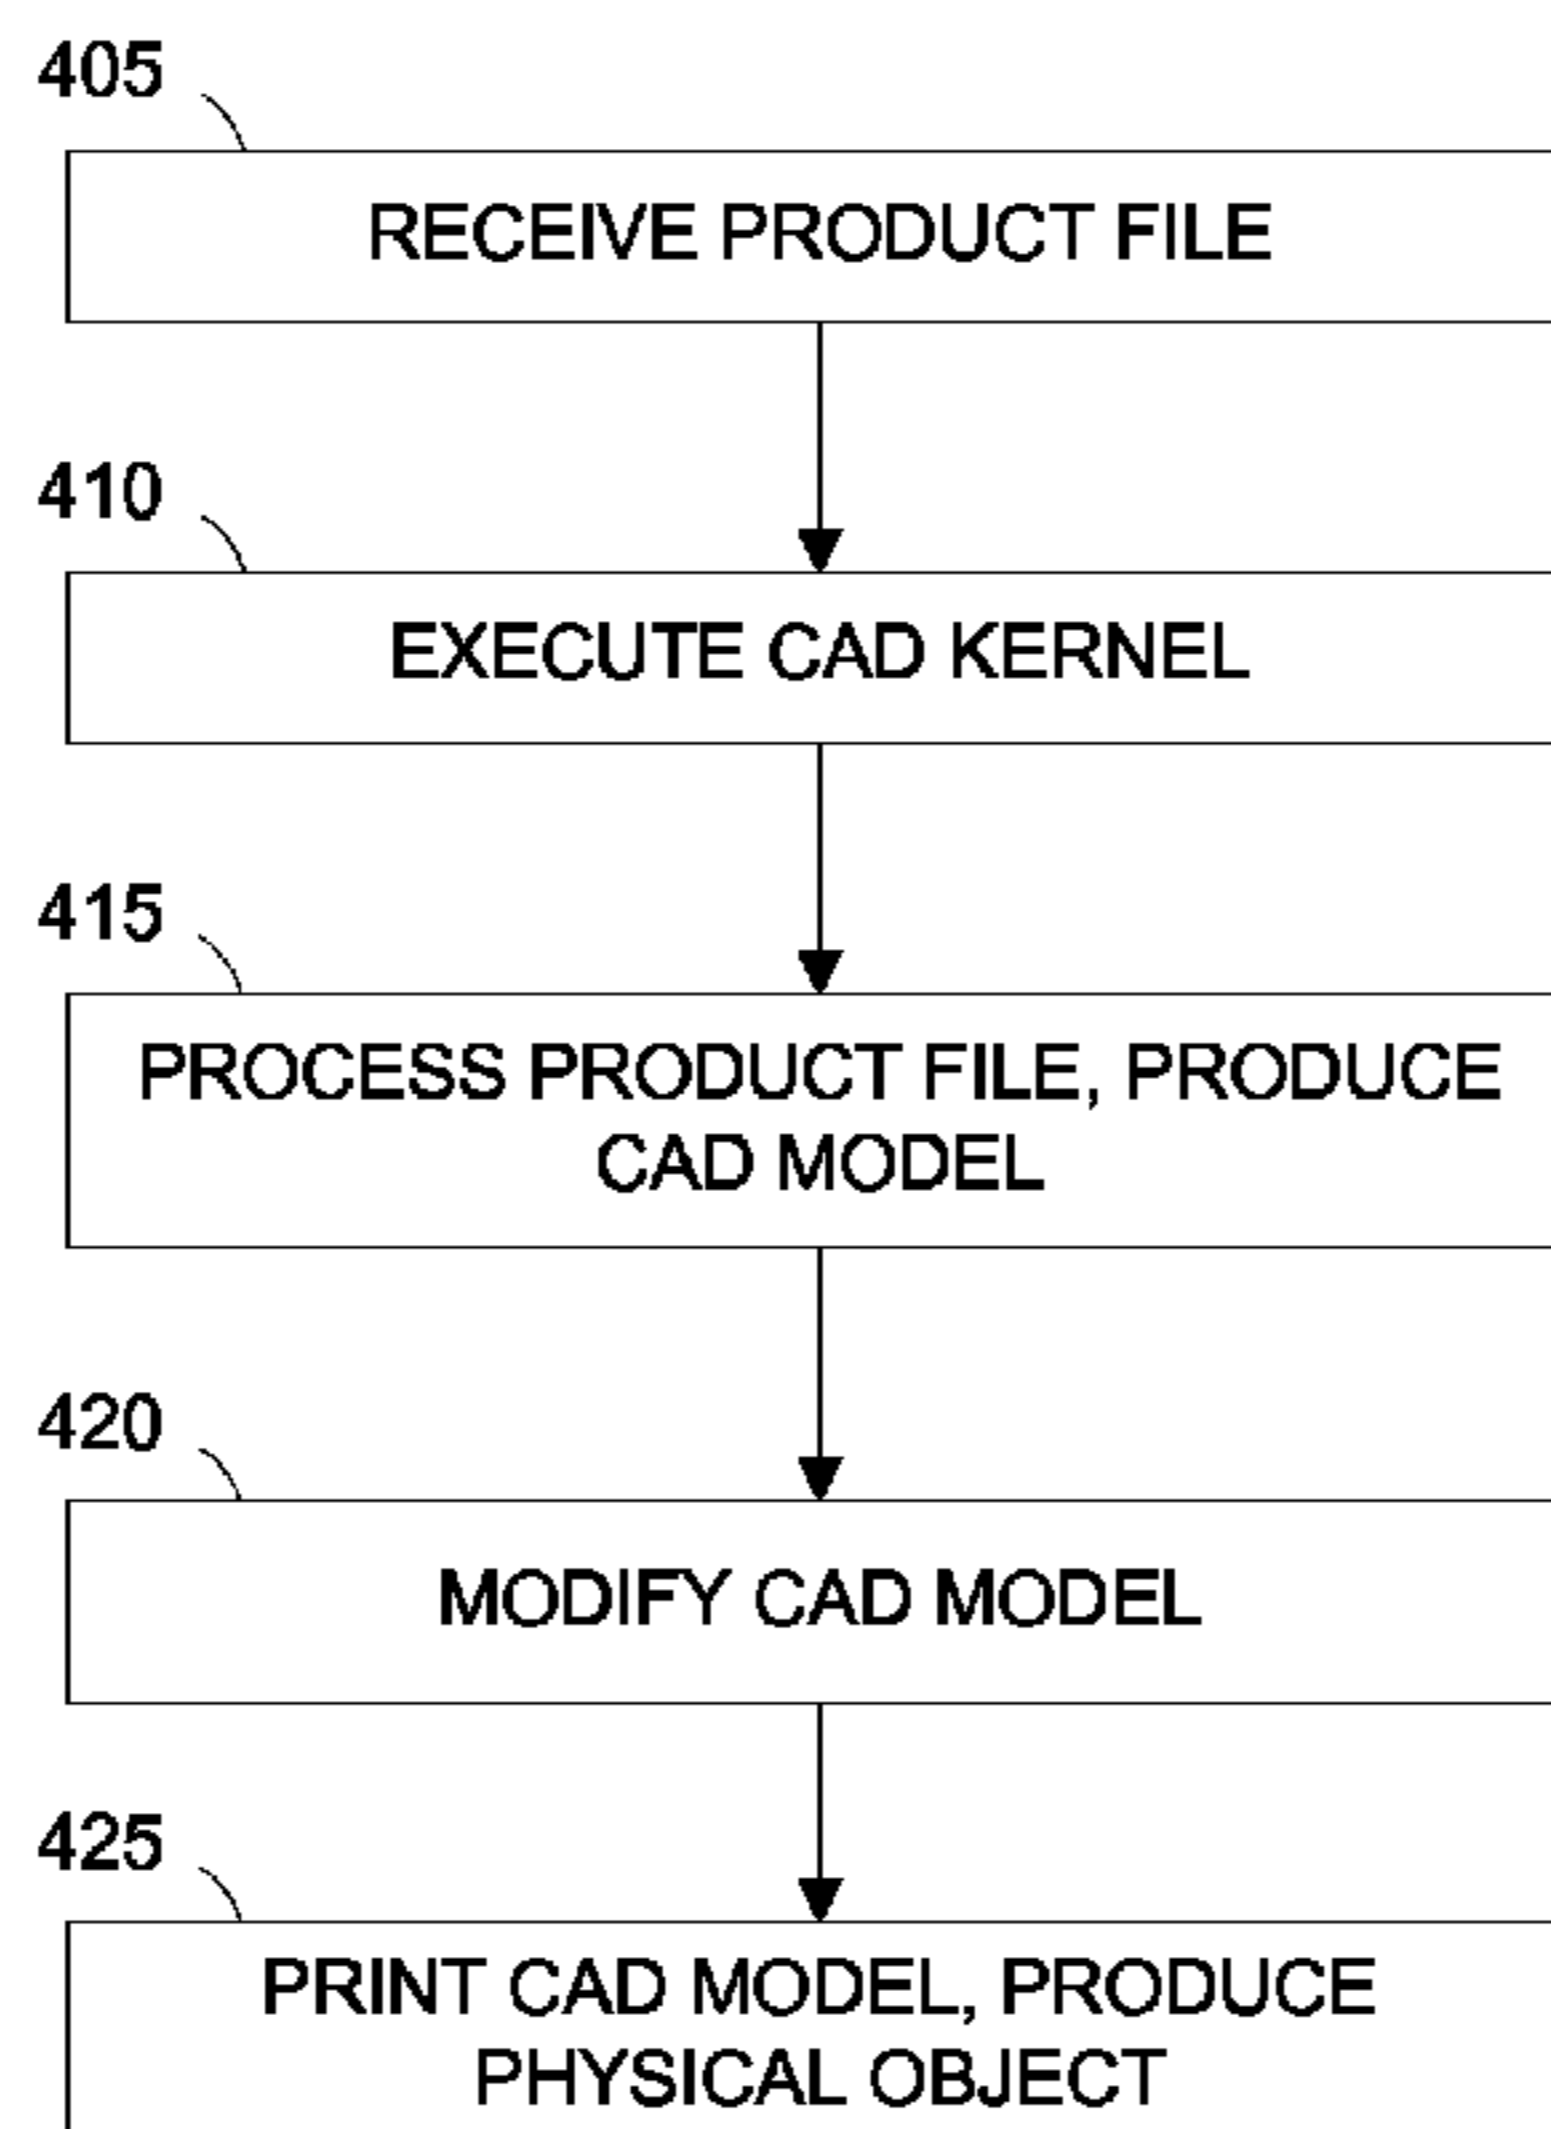 405
RECEIVE PRODUCT FILE
410
EXECUTE CAD KERNEL
415
PROCESS PRODUCT FILE, PRODUCE
CAD MODEL
420
MODIFY CAD MODEL
425
PRINT CAD MODEL, PRODUCE
PHYSICAL OBJECT